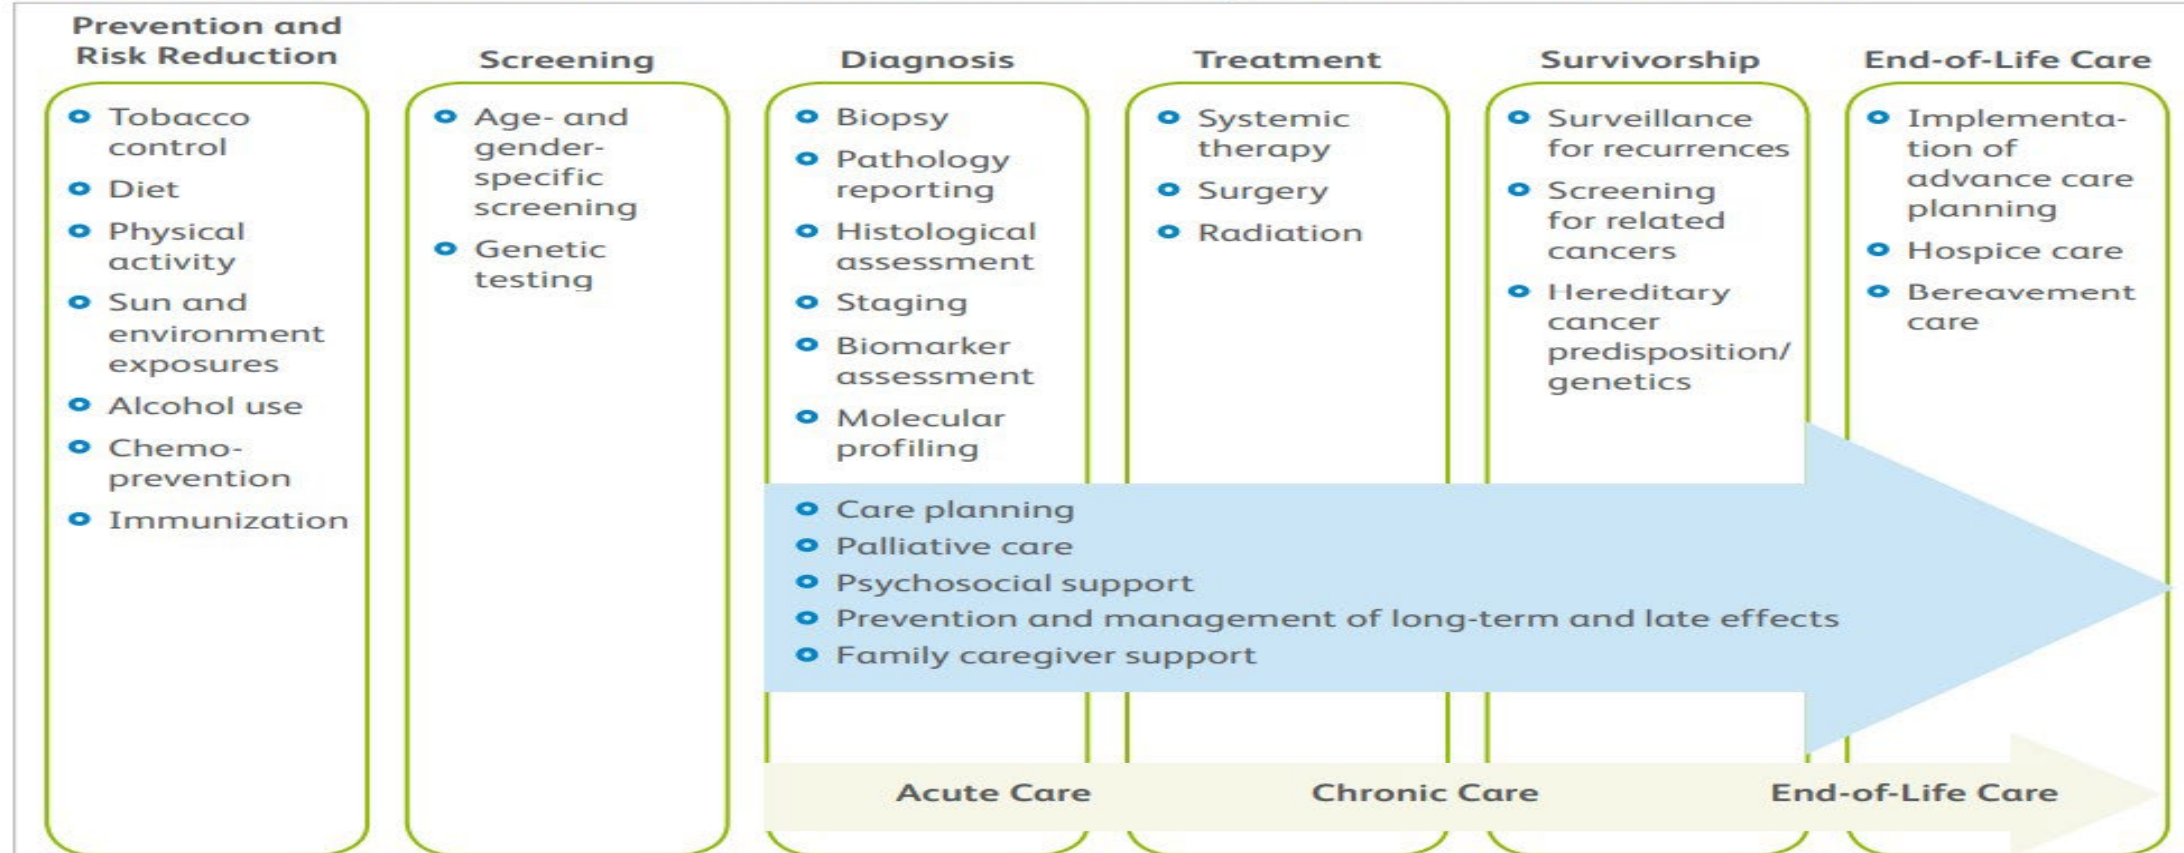 Prevention and
Risk Reduction
Tobacco
control
Diet
Physical
activity
Sun and
environment
exposures
Alcohol use
Chemo-
prevention
Immunization
Screening
Age- and
gender-
specific
screening
Genetic
testing
Diagnosis
Biopsy
Pathology
reporting
Histological
assessment
Staging
Biomarker
assessment
Molecular
profiling
Treatment
Systemic
therapy
Surgery
Radiation
Survivorship
Surveillance
for recurrences
Screening
for related
cancers
Hereditary
cancer
predisposition/
genetics
End-of-Life Care
Implementa-
tion of
advance care
planning
Hospice care
Bereavement
care
Care planning
Palliative care
Psychosocial support
Prevention and management of long-term and late effects
Family caregiver support
Acute Care
Chronic Care
End-of-Life Care